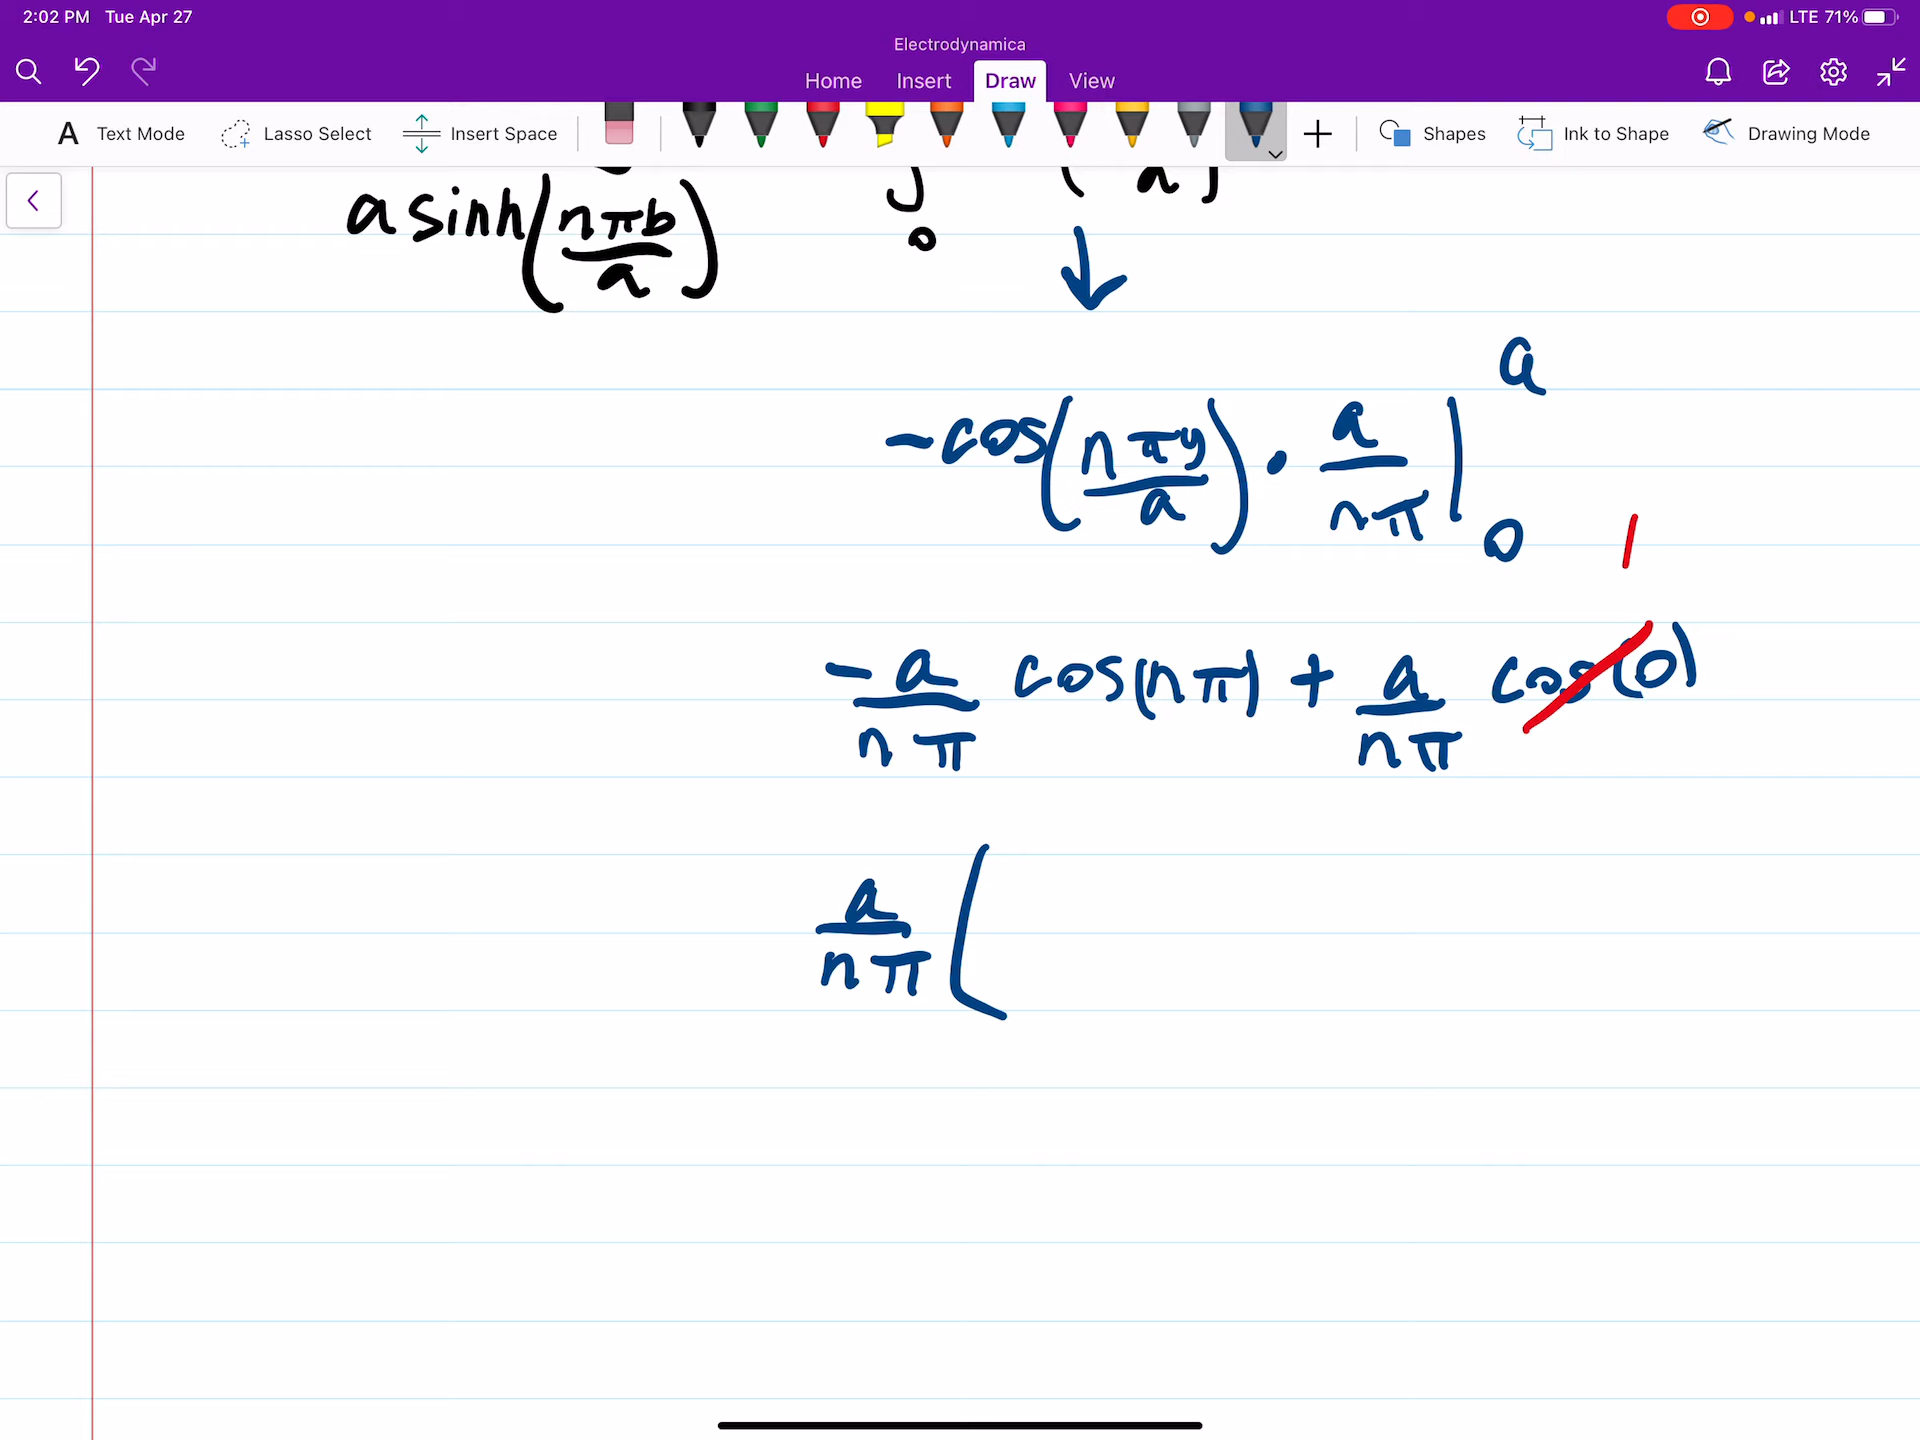 2:02 PM Tue Apr 27
LTE 71%
Electrodynamica
Home Insert Draw View
Text Mode Lasso Select Insert Space Shapes Ink to Shape Drawing Mode
a sinh(nπb/a) 0 a
-cos(nπy/a) · a/nπ |₀ᵃ
1
-a/nπ cos(nπ) + a/nπ cos(0)
a/nπ (